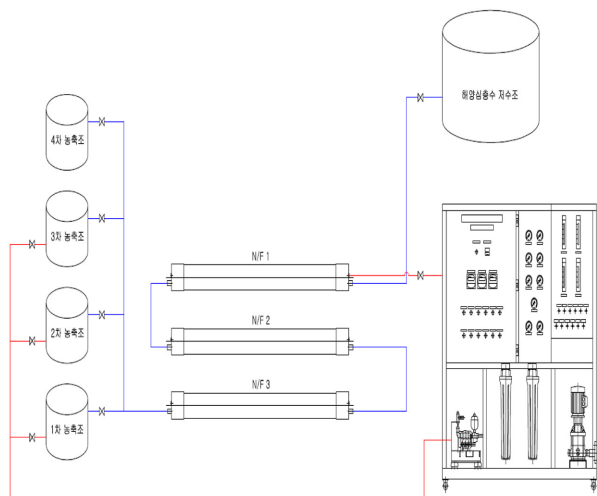 해양심층수 저수조
4차 농축조
3차 농축조
N/F 1
2차 농축조
N/F 2
1차 농축조
N/F 3